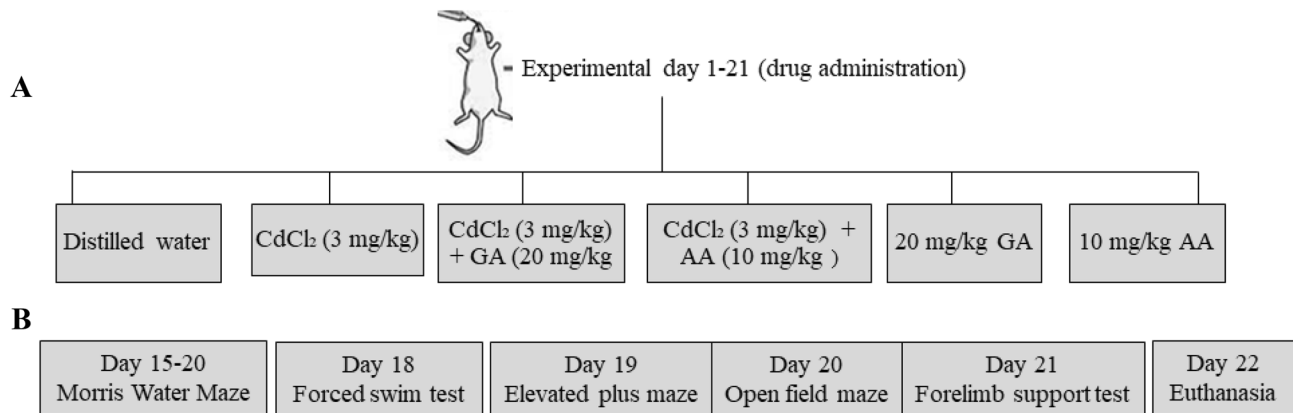 A
Experimental day 1-21 (drug administration)
Distilled water
CdCl₂ (3 mg/kg)
CdCl₂ (3 mg/kg)
+ GA (20 mg/kg
CdCl₂ (3 mg/kg) +
AA (10 mg/kg )
20 mg/kg GA
10 mg/kg AA
B
Day 15-20
Morris Water Maze
Day 18
Forced swim test
Day 19
Elevated plus maze
Day 20
Open field maze
Day 21
Forelimb support test
Day 22
Euthanasia